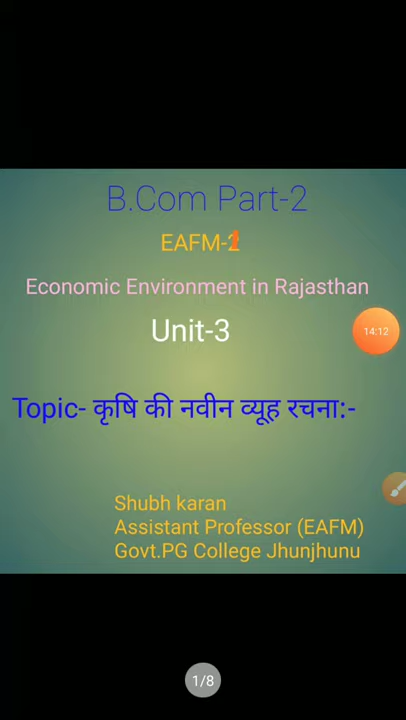 B.Com Part-2
EAFM-1
Economic Environment in Rajasthan
Unit-3
14:12
Topic- कृषि की नवीन व्यूह रचना:-
Shubh karan
Assistant Professor (EAFM)
Govt.PG College Jhunjhunu
1/8